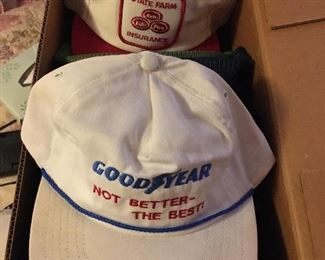 STATE FARM
INSURANCE
GOODYEAR
NOT BETTER-
THE BEST!